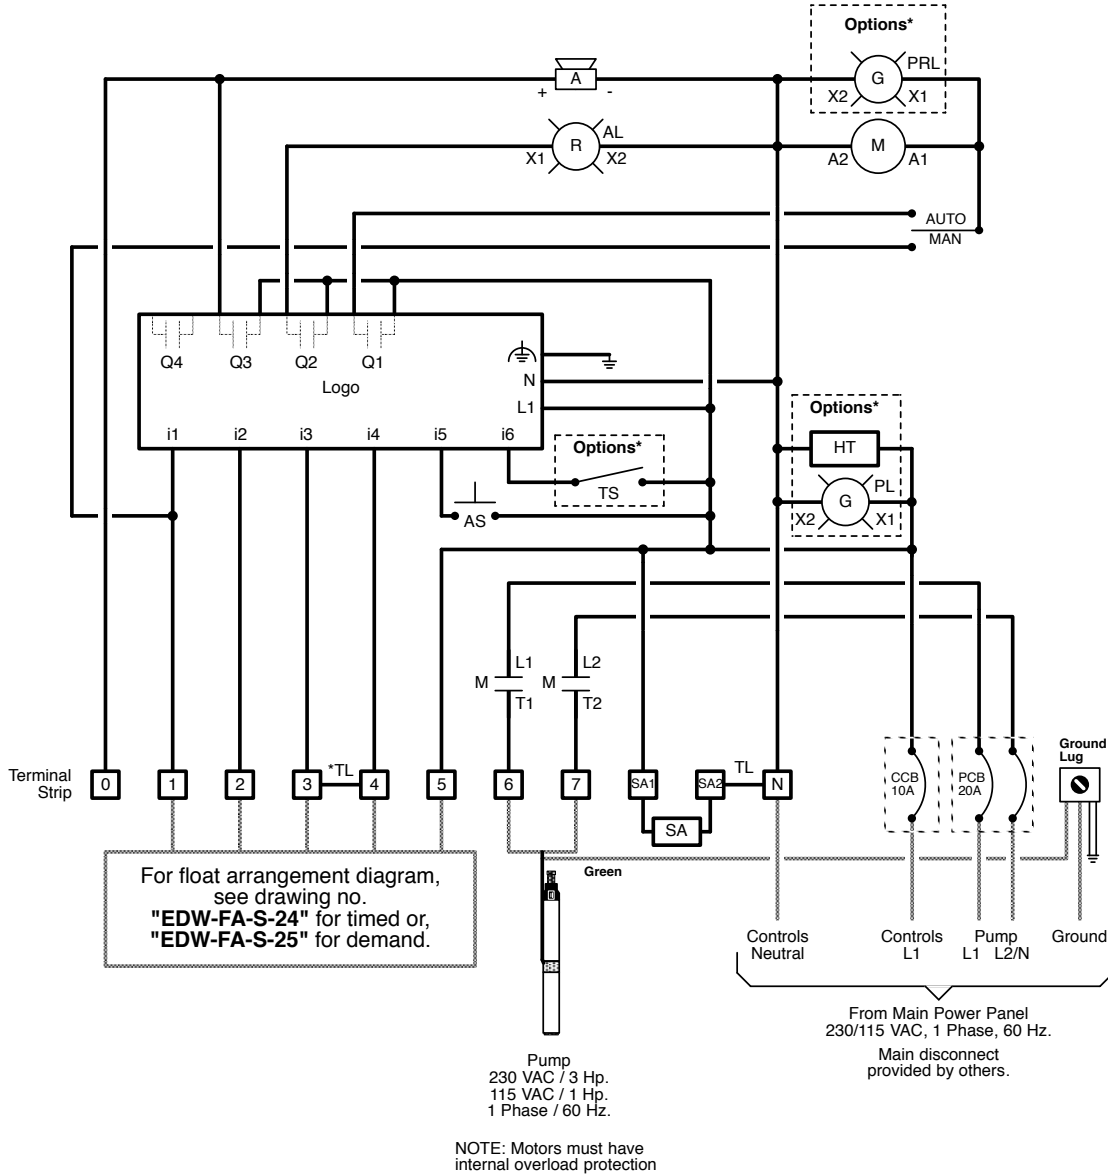 Options*
A
+ -
G
PRL
X2 X1
R
AL
X1 X2
M
A2 A1
AUTO
MAN
Q4 Q3 Q2 Q1
Logo
N
L1
i1 i2 i3 i4 i5 i6
Options*
TS
AS
Options*
HT
G
PL
X2 X1
M L1
T1
M L2
T2
Terminal
Strip
0 1 2 3 *TL 4 5 6 7 SA1 SA2 TL N
SA
CCB
10A
PCB
20A
Ground
Lug
Green
For float arrangement diagram,
see drawing no.
"EDW-FA-S-24" for timed or,
"EDW-FA-S-25" for demand.
Controls
Neutral
Controls
L1
Pump
L1 L2/N
Ground
From Main Power Panel
230/115 VAC, 1 Phase, 60 Hz.
Main disconnect
provided by others.
Pump
230 VAC / 3 Hp.
115 VAC / 1 Hp.
1 Phase / 60 Hz.
NOTE: Motors must have
internal overload protection